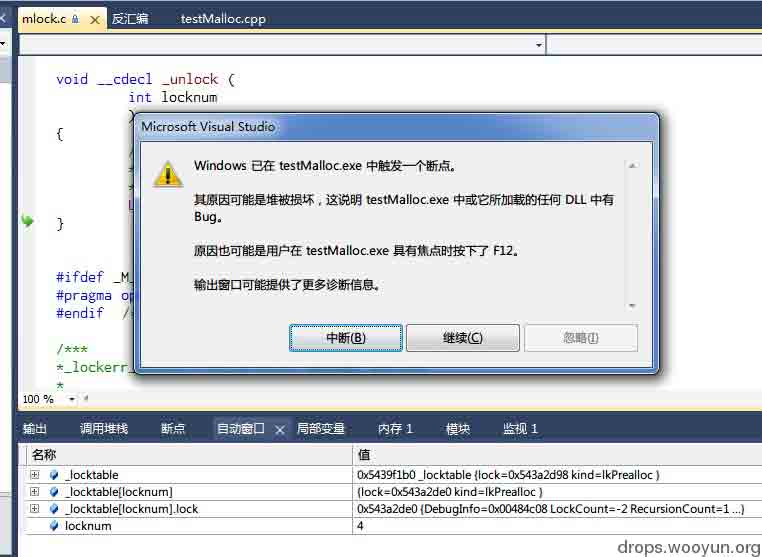 mlock.c
反汇编
testMalloc.cpp
void __cdecl _unlock (
int locknum
)
{
Microsoft Visual Studio
Windows 已在 testMalloc.exe 中触发一个断点。
其原因可能是堆被损坏，这说明 testMalloc.exe 中或它所加载的任何 DLL 中有
Bug。
原因也可能是用户在 testMalloc.exe 具有焦点时按下了 F12。
输出窗口可能提供了更多诊断信息。
中断(B) 继续(C) 忽略(I)
}
#ifdef _M_
#pragma op
#endif /
/***
*_lockerr_
*
100 %
输出 调用堆栈 断点 自动窗口 局部变量 内存 1 模块 监视 1
名称 值
_locktable 0x5439f1b0 _locktable {lock=0x543a2d98 kind=lkPrealloc }
_locktable[locknum] {lock=0x543a2de0 kind=lkPrealloc }
_locktable[locknum].lock 0x543a2de0 {DebugInfo=0x00484c08 LockCount=-2 RecursionCount=1 ...}
locknum 4
drops.wooyun.org